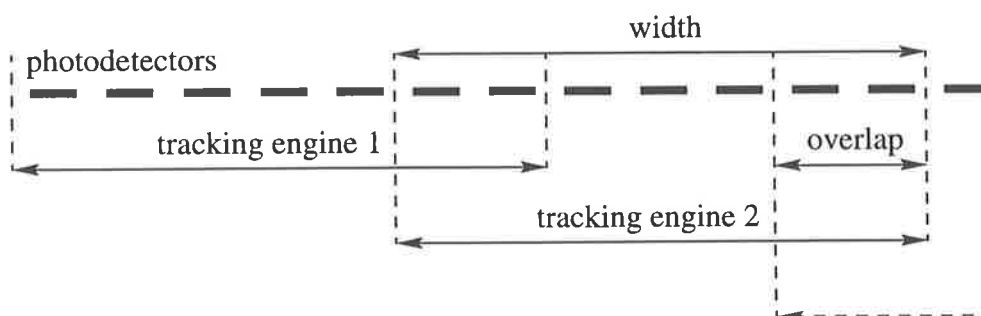 width
photodetectors
tracking engine 1
overlap
tracking engine 2